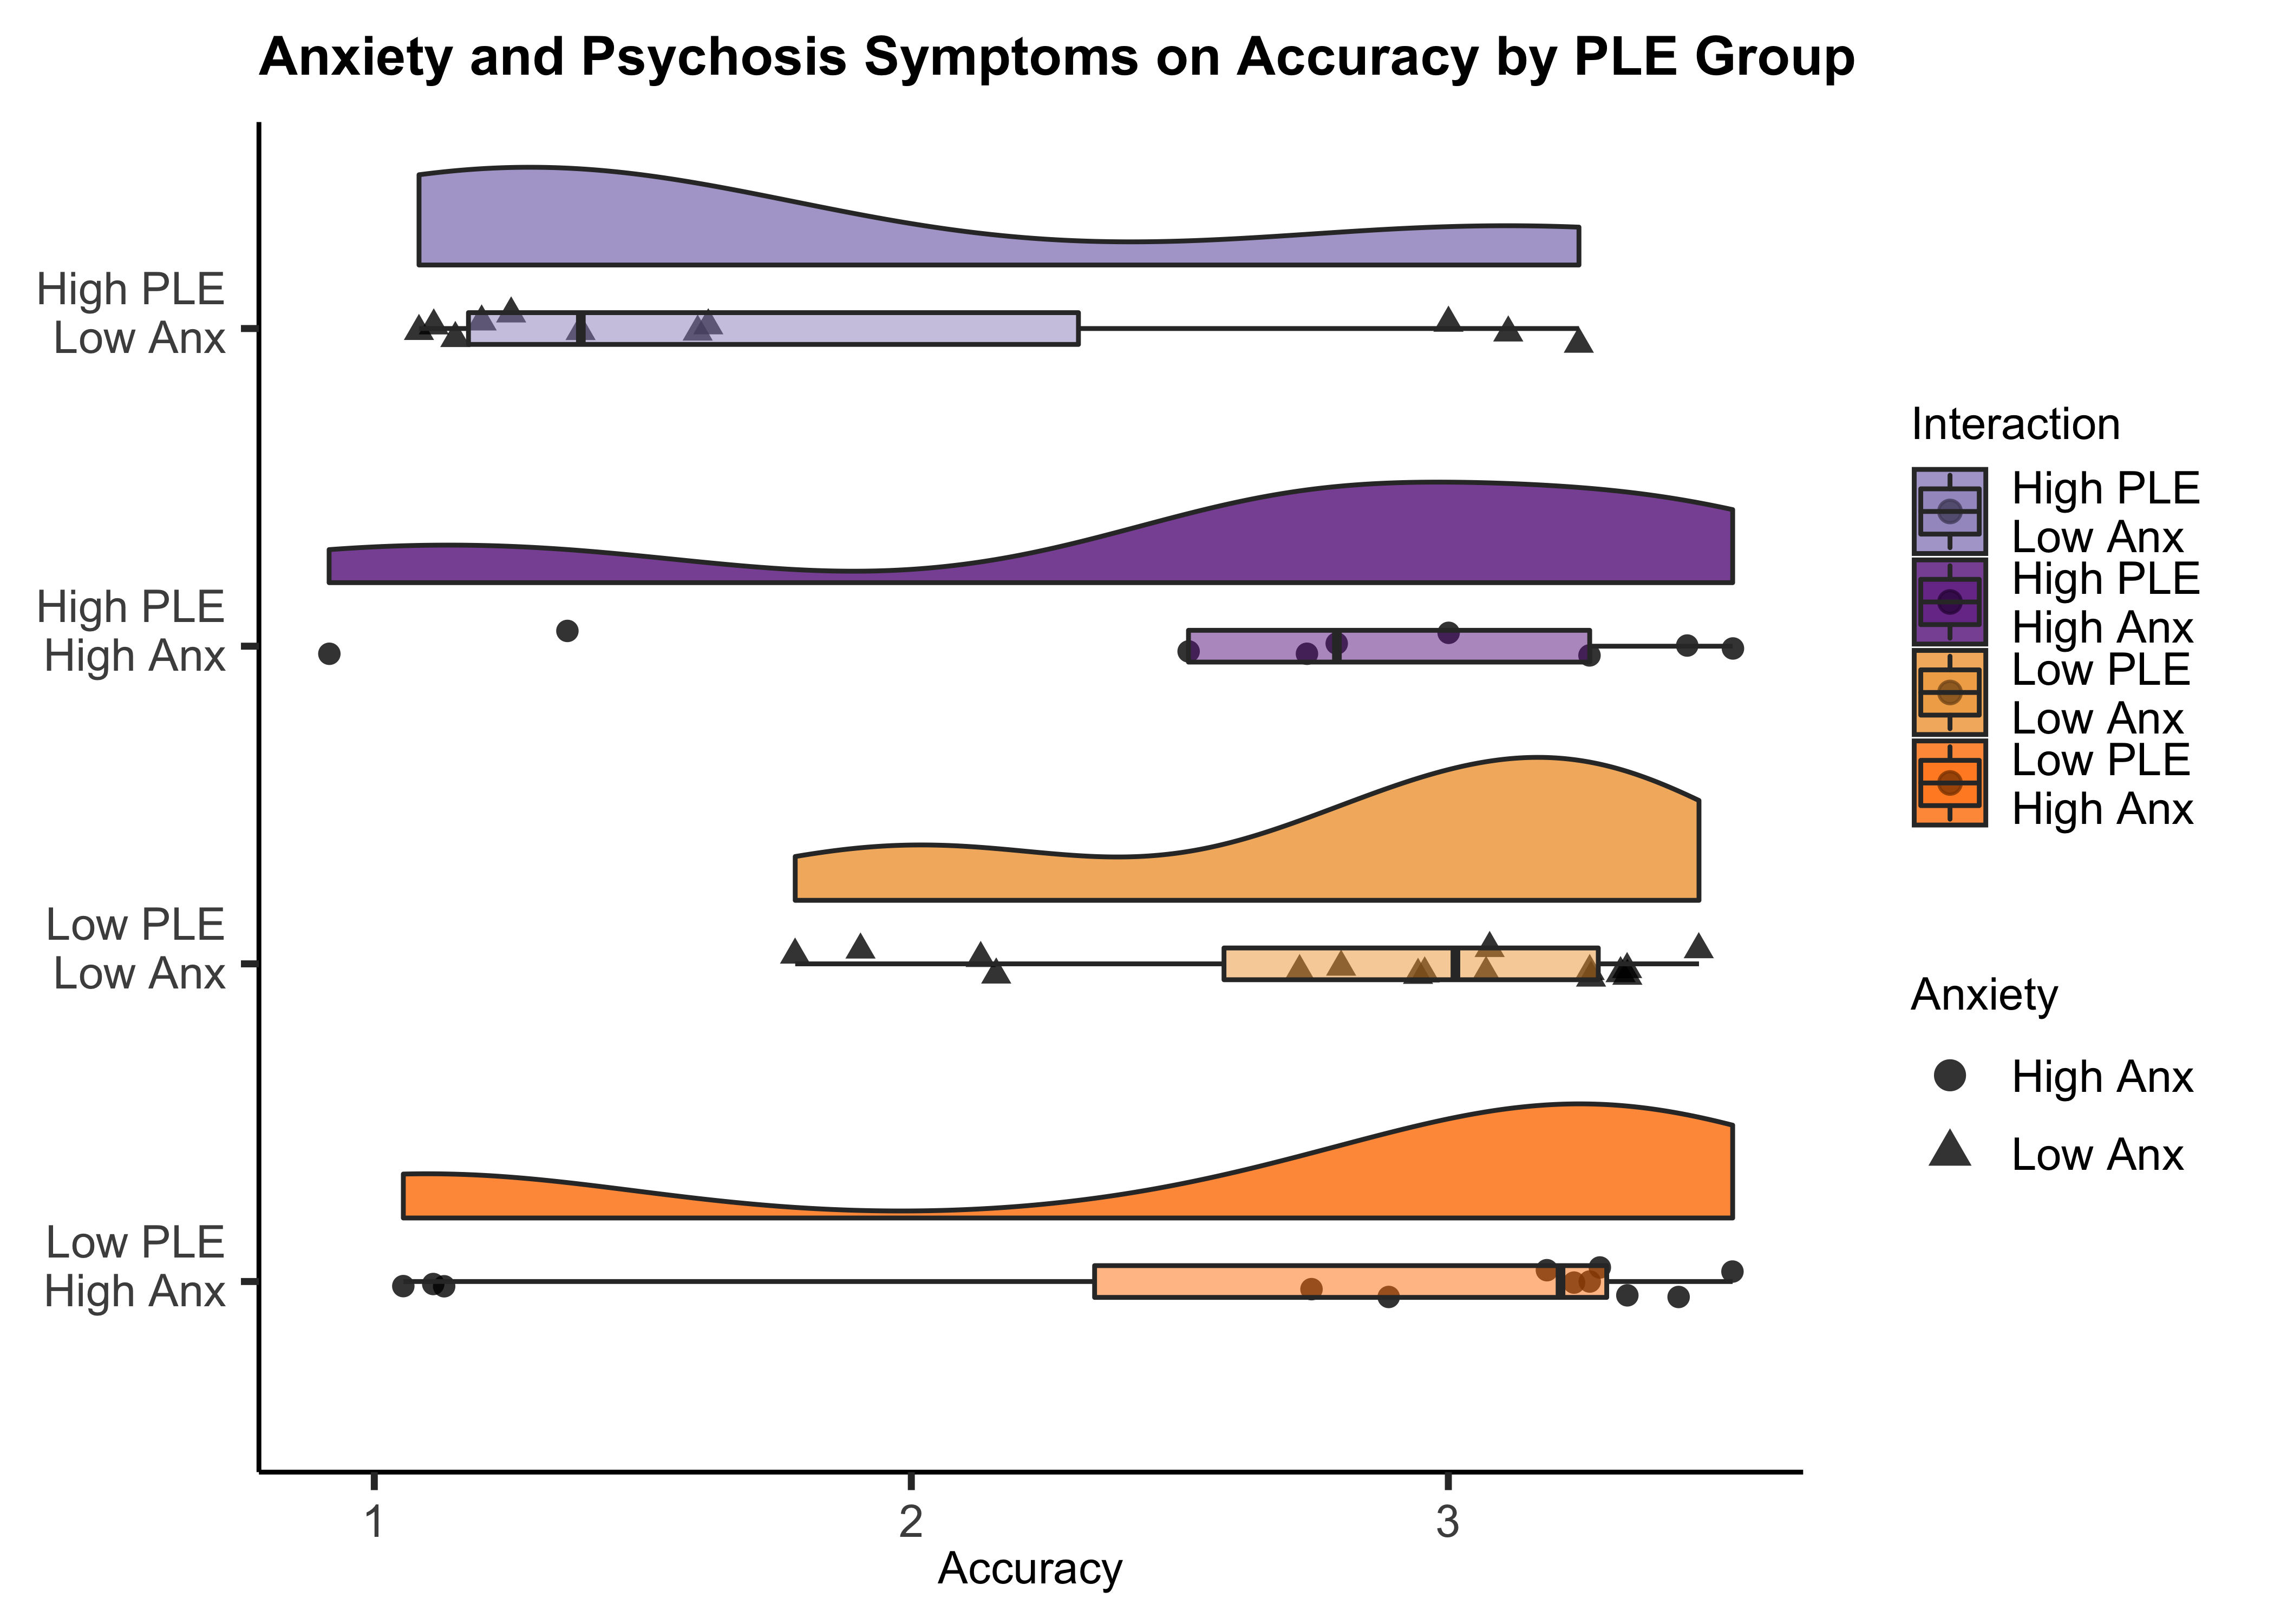 Anxiety and Psychosis Symptoms on Accuracy by PLE Group
High PLE
Low Anx
High PLE
High Anx
Low PLE
Low Anx
Low PLE
High Anx
1
2
3
Accuracy
Interaction
High PLE
Low Anx
High PLE
High Anx
Low PLE
Low Anx
Low PLE
High Anx
Anxiety
High Anx
Low Anx